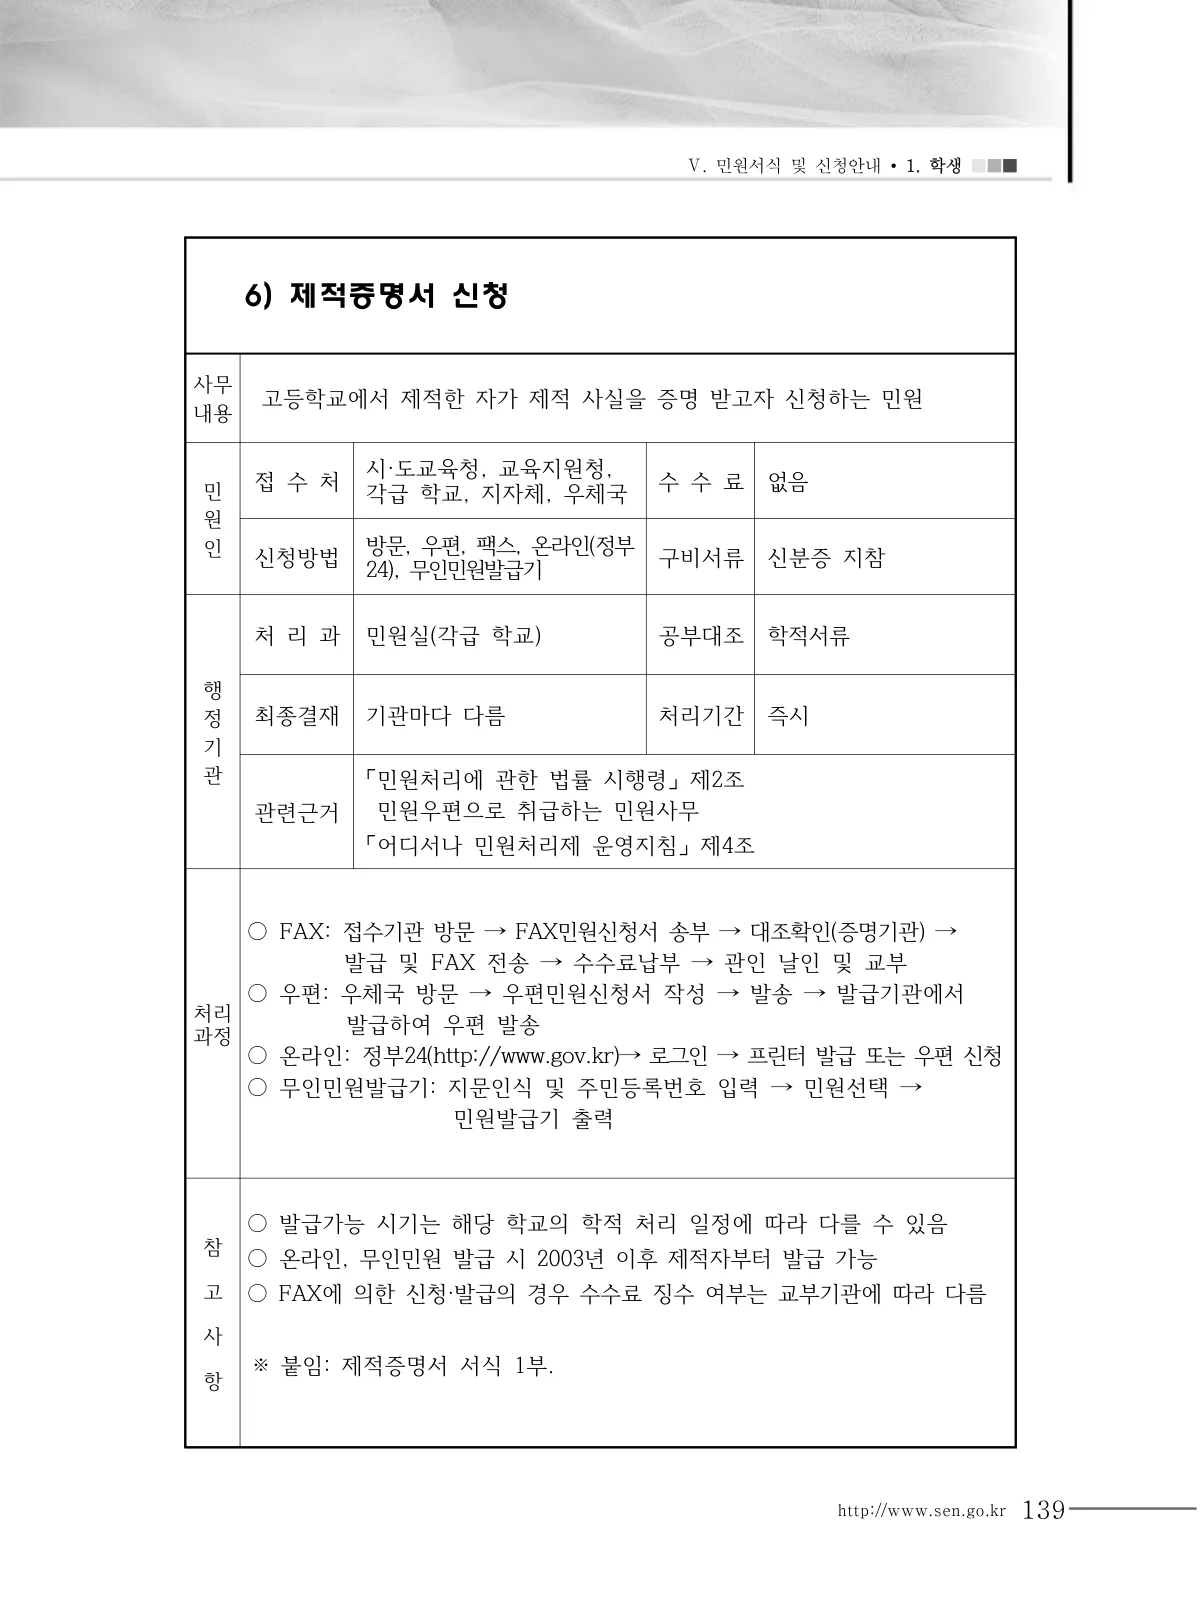 Ⅴ. 민원서식 및 신청안내 • 1. 학생
6) 제적증명서 신청
사무
내용
고등학교에서 제적한 자가 제적 사실을 증명 받고자 신청하는 민원
민
원
인
접 수 처
시·도교육청, 교육지원청,
각급 학교, 지자체, 우체국
수 수 료
없음
신청방법
방문, 우편, 팩스, 온라인(정부
24), 무인민원발급기
구비서류
신분증 지참
행
정
기
관
처 리 과
민원실(각급 학교)
공부대조
학적서류
최종결재
기관마다 다름
처리기간
즉시
관련근거
「민원처리에 관한 법률 시행령」제2조
민원우편으로 취급하는 민원사무
「어디서나 민원처리제 운영지침」제4조
처리
과정
○ FAX: 접수기관 방문 → FAX민원신청서 송부 → 대조확인(증명기관) →
발급 및 FAX 전송 → 수수료납부 → 관인 날인 및 교부
○ 우편: 우체국 방문 → 우편민원신청서 작성 → 발송 → 발급기관에서
발급하여 우편 발송
○ 온라인: 정부24(http://www.gov.kr)→ 로그인 → 프린터 발급 또는 우편 신청
○ 무인민원발급기: 지문인식 및 주민등록번호 입력 → 민원선택 →
민원발급기 출력
참
고
사
항
○ 발급가능 시기는 해당 학교의 학적 처리 일정에 따라 다를 수 있음
○ 온라인, 무인민원 발급 시 2003년 이후 제적자부터 발급 가능
○ FAX에 의한 신청·발급의 경우 수수료 징수 여부는 교부기관에 따라 다름
※ 붙임: 제적증명서 서식 1부.
http://www.sen.go.kr 139